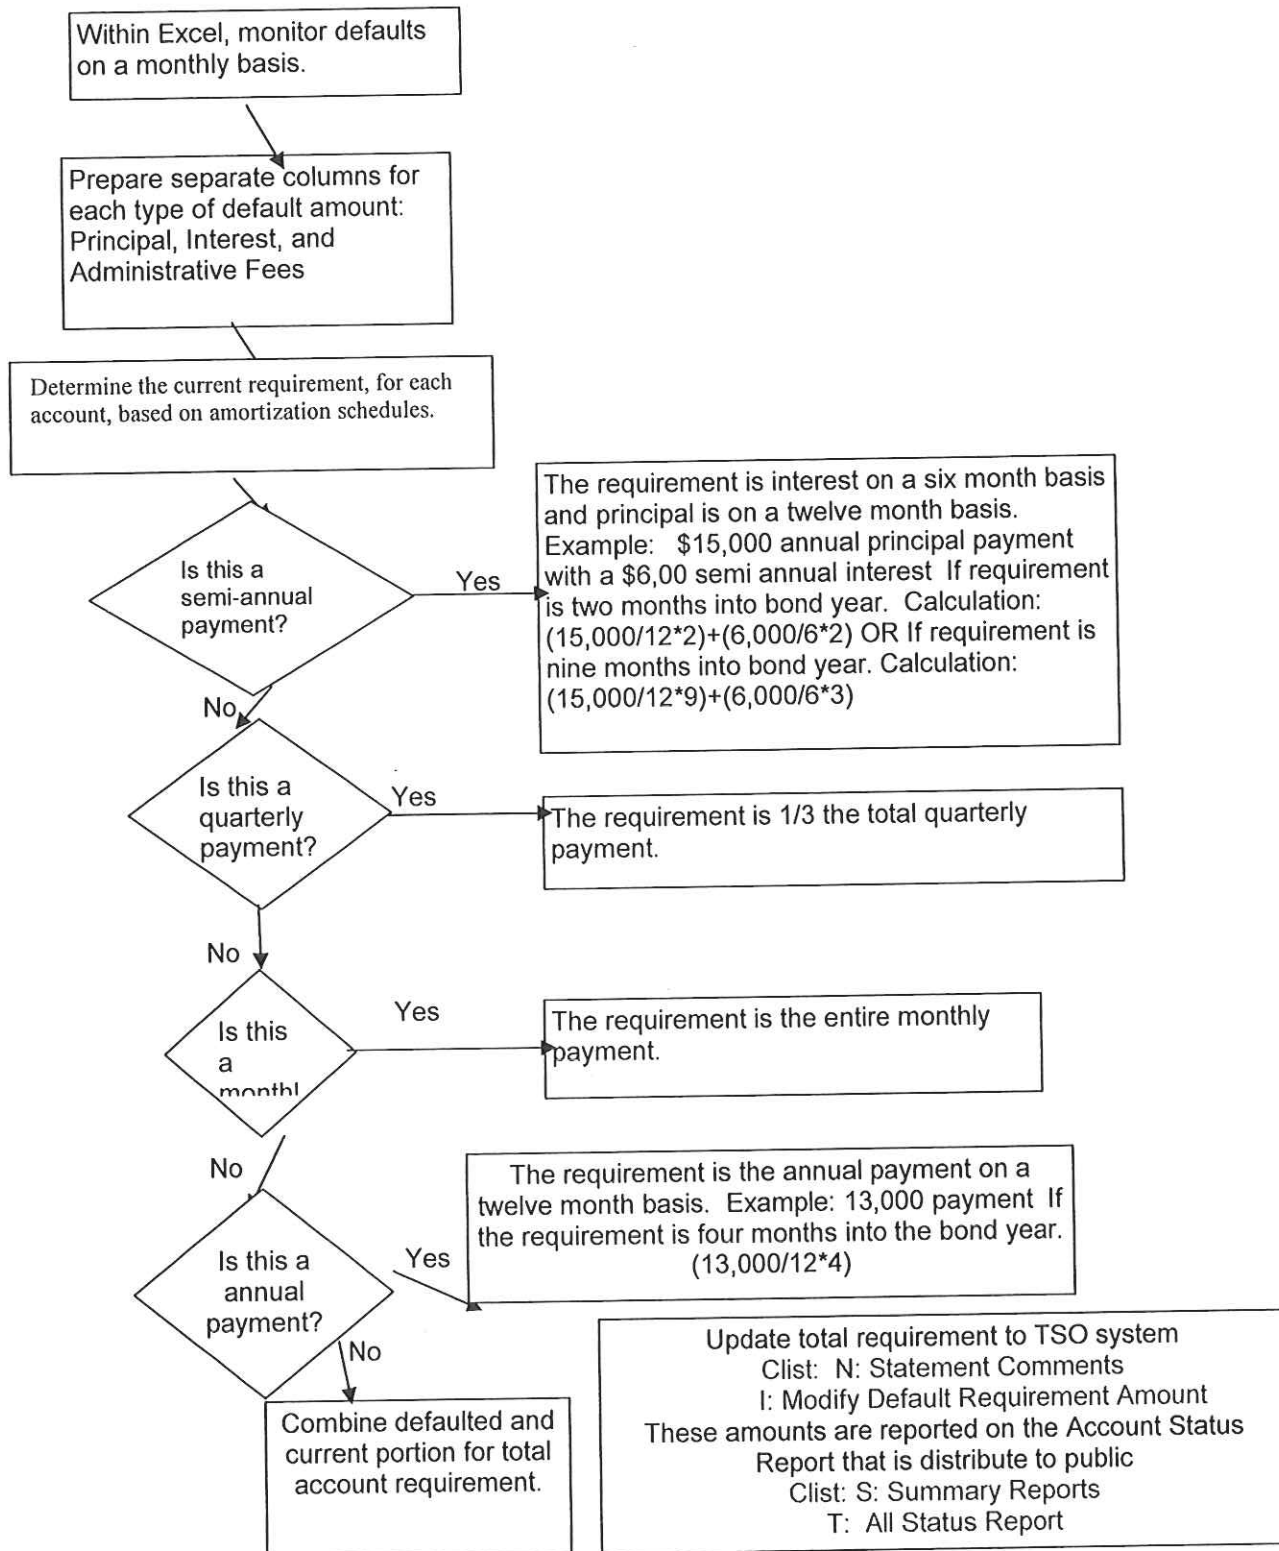 Within Excel, monitor defaults
on a monthly basis.
Prepare separate columns for
each type of default amount:
Principal, Interest, and
Administrative Fees
Determine the current requirement, for each
account, based on amortization schedules.
Is this a
semi-annual
payment?
Yes
The requirement is interest on a six month basis
and principal is on a twelve month basis.
Example: $15,000 annual principal payment
with a $6,00 semi annual interest If requirement
is two months into bond year. Calculation:
(15,000/12*2)+(6,000/6*2) OR If requirement is
nine months into bond year. Calculation:
(15,000/12*9)+(6,000/6*3)
No
Is this a
quarterly
payment?
Yes
The requirement is 1/3 the total quarterly
payment.
No
Is this
a
monthl
Yes
The requirement is the entire monthly
payment.
No
Is this a
annual
payment?
Yes
The requirement is the annual payment on a
twelve month basis. Example: 13,000 payment If
the requirement is four months into the bond year.
(13,000/12*4)
No
Combine defaulted and
current portion for total
account requirement.
Update total requirement to TSO system
Clist: N: Statement Comments
I: Modify Default Requirement Amount
These amounts are reported on the Account Status
Report that is distribute to public
Clist: S: Summary Reports
T: All Status Report